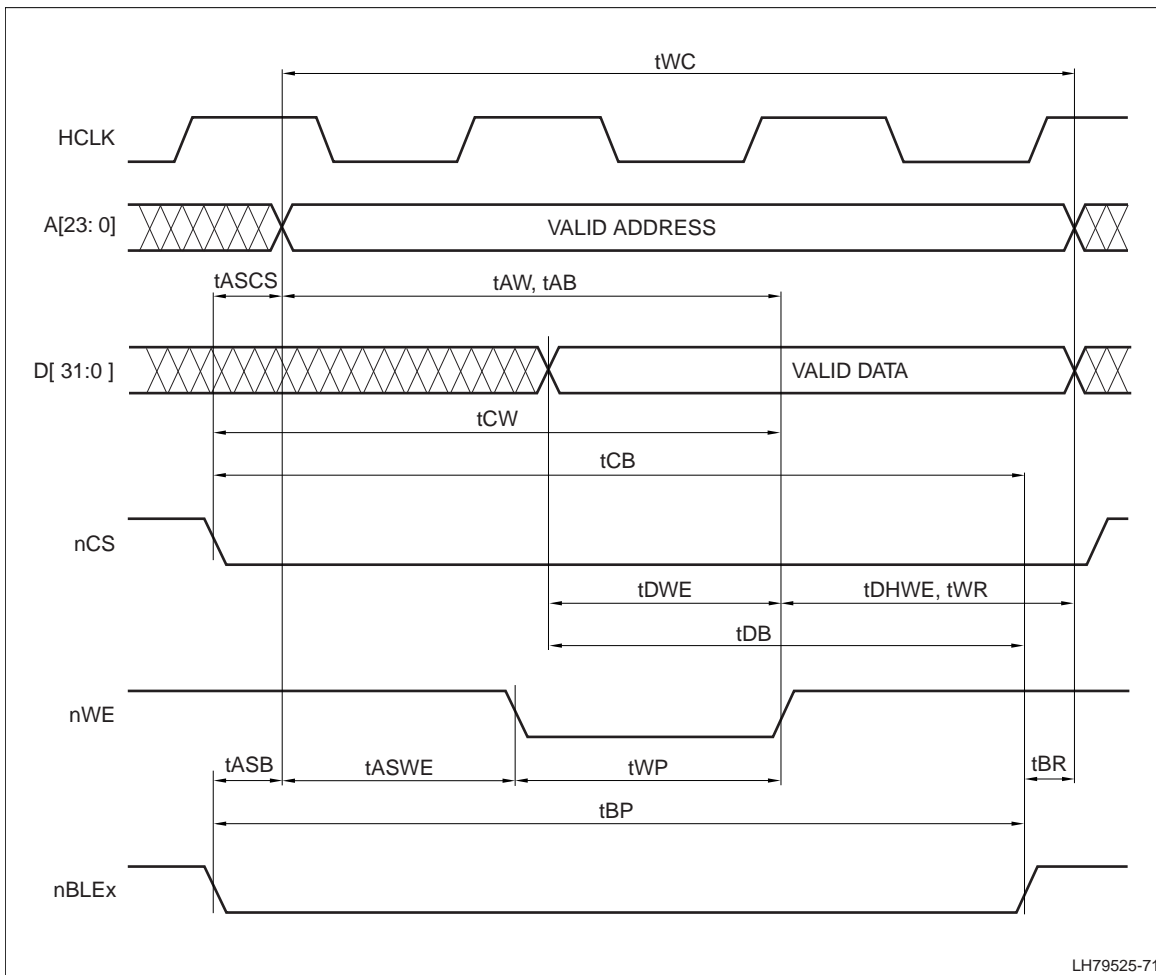 tWC
HCLK
A[23: 0]
VALID ADDRESS
tASCS
tAW, tAB
D[ 31:0 ]
VALID DATA
tCW
tCB
nCS
tDWE
tDHWE, tWR
tDB
nWE
tASB
tASWE
tWP
tBR
tBP
nBLEx
LH79525-71